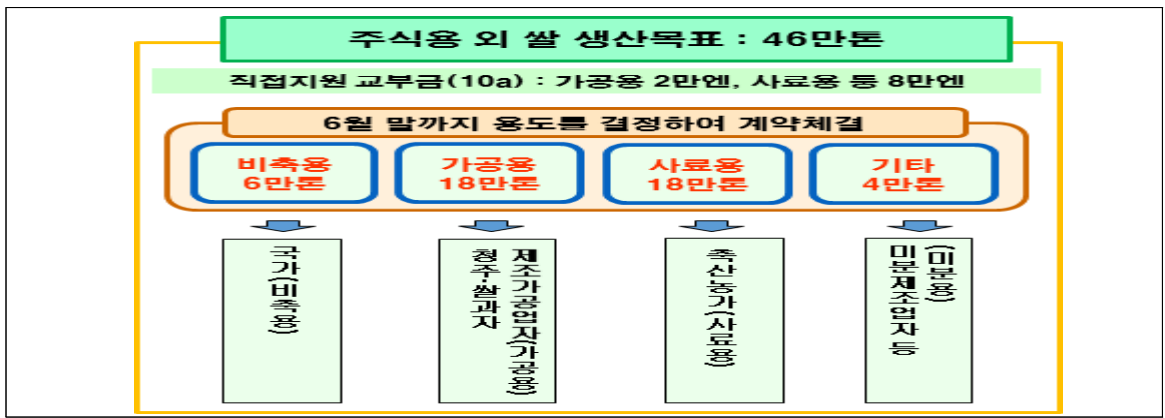 주식용 외 쌀 생산목표 : 46만톤
직접지원 교부금(10a) : 가공용 2만엔, 사료용 등 8만엔
6월 말까지 용도를 결정하여 계약체결
비축용
6만톤
가공용
18만톤
사료용
18만톤
기타
4만톤
국가(비축용)
제조가공업자(가공용)
청주·쌀과자
축산농가(사료용)
(미분용)
미분제조업자 등